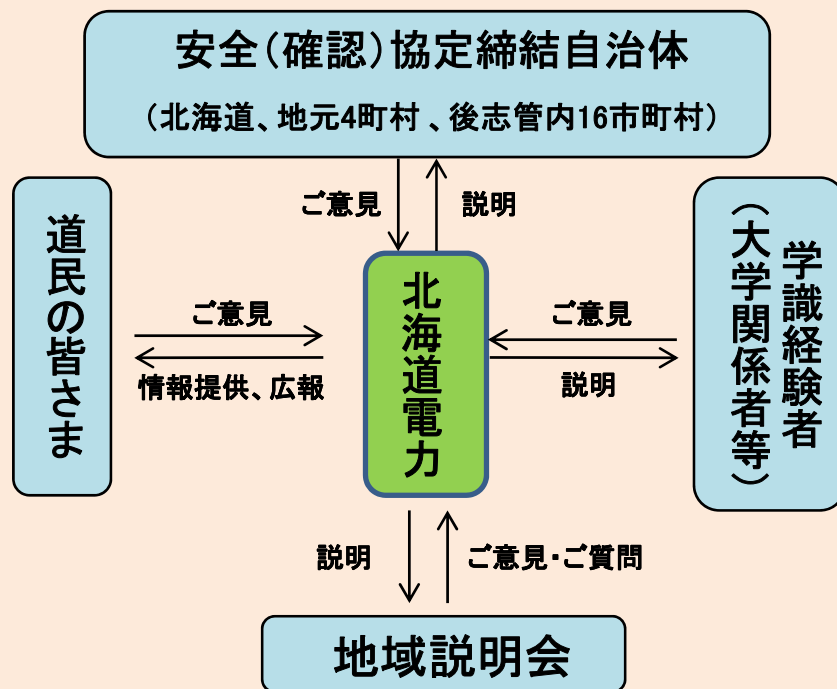 安全(確認)協定締結自治体
(北海道、地元4町村 、後志管内16市町村)
ご意見
説明
道民の皆さま
ご意見
情報提供、広報
北海道電力
ご意見
説明
学識経験者
(大学関係者等)
説明
ご意見・ご質問
地域説明会